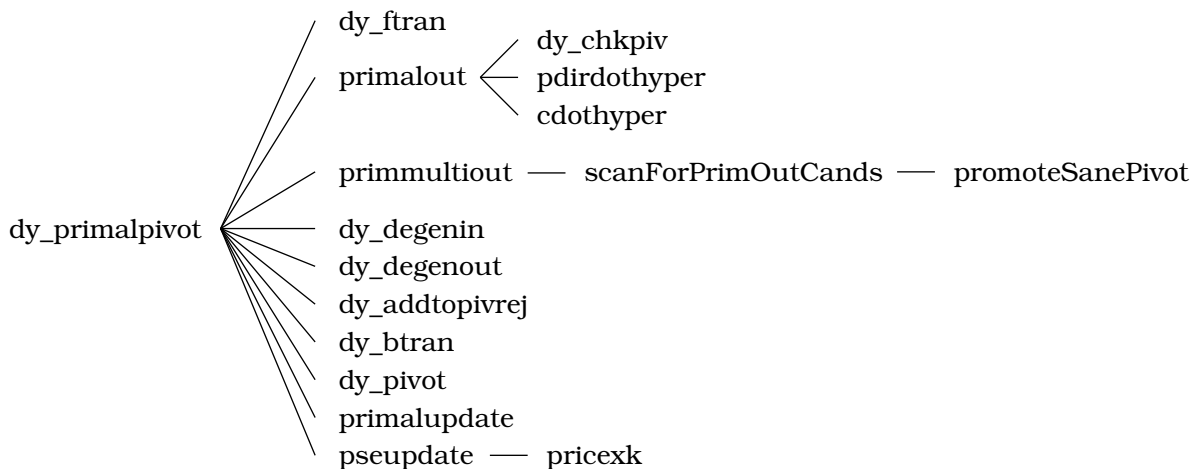 dy_ftran
dy_chkpiv
primalout
pdirdothyper
cdothyper
primmultiout scanForPrimOutCands promoteSanePivot
dy_primalpivot
dy_degenin
dy_degenout
dy_addtopivrej
dy_btran
dy_pivot
primalupdate
pseupdate pricexk